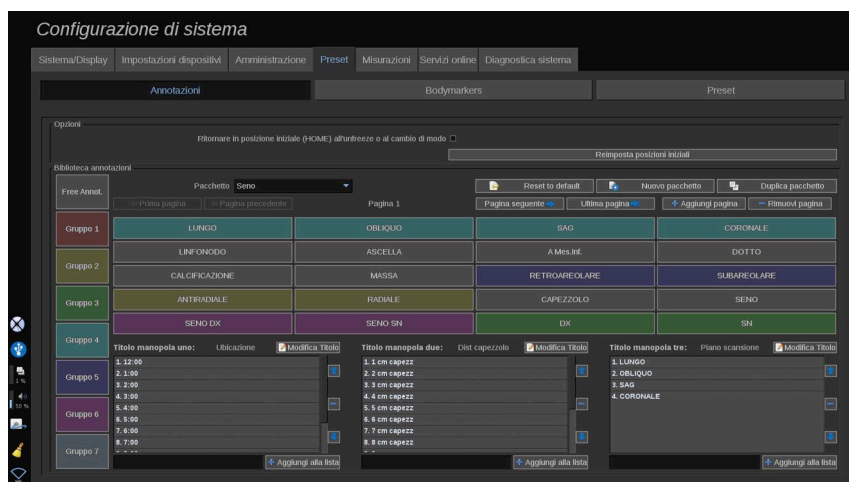 Configurazione di sistema
Sistema/Display Impostazioni dispositivi Amministrazione Preset Misurazioni Servizi online Diagnostica sistema
Annotazioni Bodymarkers Preset
Opzioni
Ritornare in posizione iniziale (HOME) all'unfreeze o al cambio di modo
Reimposta posizioni iniziali
Biblioteca annotazioni
Free Annot. Pacchetto Seno Reset to default Nuovo pacchetto Duplica pacchetto
Prima pagina Pagina precedente Pagina 1 Pagina seguente Ultima pagina Aggiungi pagina Rimuovi pagina
Gruppo 1 LUNGO OBLIQUO SAG CORONALE
LINFONODO ASCELLA A Mes.Inf. DOTTO
Gruppo 2
CALCIFICAZIONE MASSA RETROAREOLARE SUBAREOLARE
Gruppo 3 ANTIRADIALE RADIALE CAPEZZOLO SENO
SENO DX SENO SN DX SN
Gruppo 4
Titolo manopola uno: Ubicazione Modifica Titolo Titolo manopola due: Dist capezzolo Modifica Titolo Titolo manopola tre: Piano scansione Modifica Titolo
1. 12:00 1. 1 cm capezz 1. LUNGO
2. 1:00 2. 2 cm capezz 2. OBLIQUO
1 % Gruppo 5 3. 2:00 3. 3 cm capezz 3. SAG
4. 3:00 4. 4 cm capezz 4. CORONALE
50 % 5. 4:00 5. 5 cm capezz
Gruppo 6 6. 5:00 6. 6 cm capezz
7. 6:00 7. 7 cm capezz
8. 7:00 8. 8 cm capezz
Gruppo 7
Aggiungi alla lista Aggiungi alla lista Aggiungi alla lista